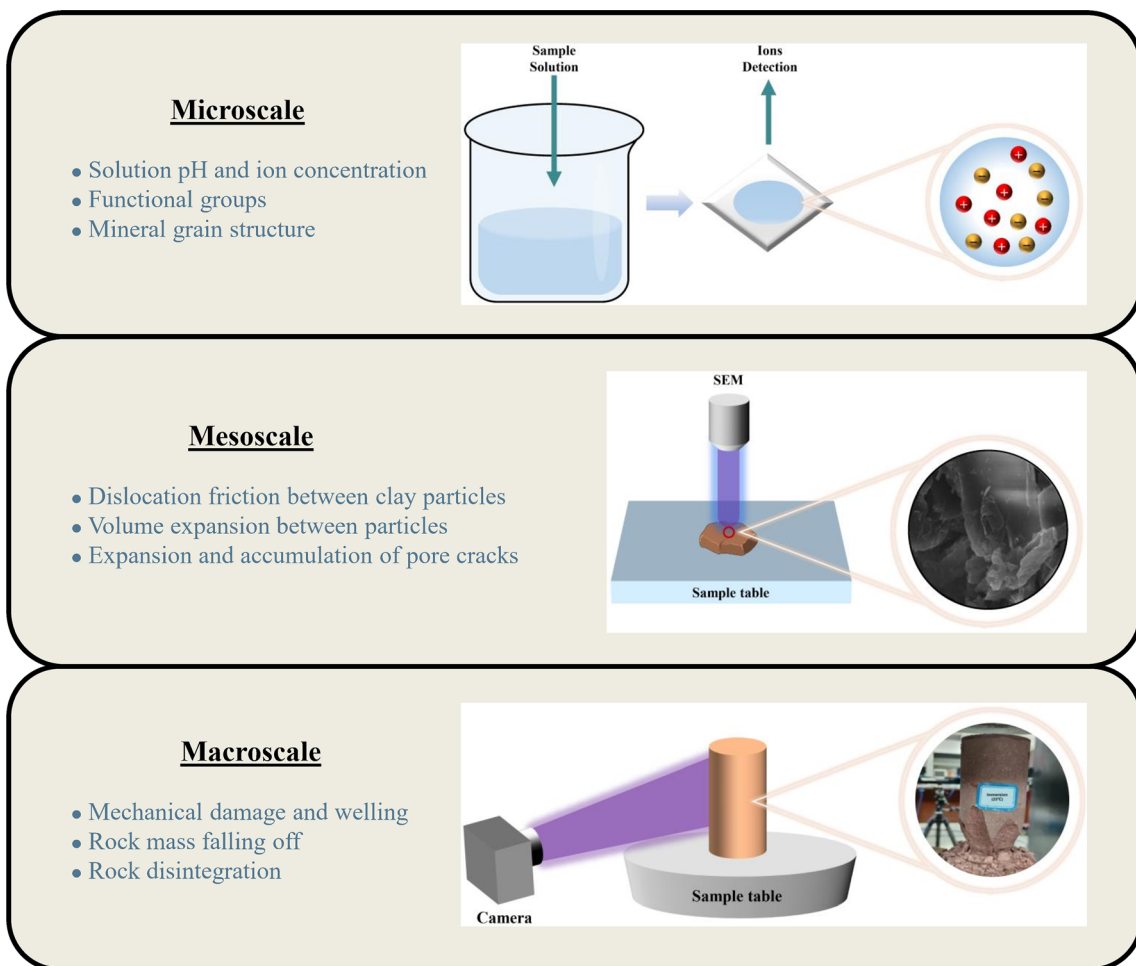 Microscale
• Solution pH and ion concentration
• Functional groups
• Mineral grain structure
Sample
Solution
Ions
Detection
Mesoscale
• Dislocation friction between clay particles
• Volume expansion between particles
• Expansion and accumulation of pore cracks
SEM
Sample table
Macroscale
• Mechanical damage and welling
• Rock mass falling off
• Rock disintegration
Camera
Sample table